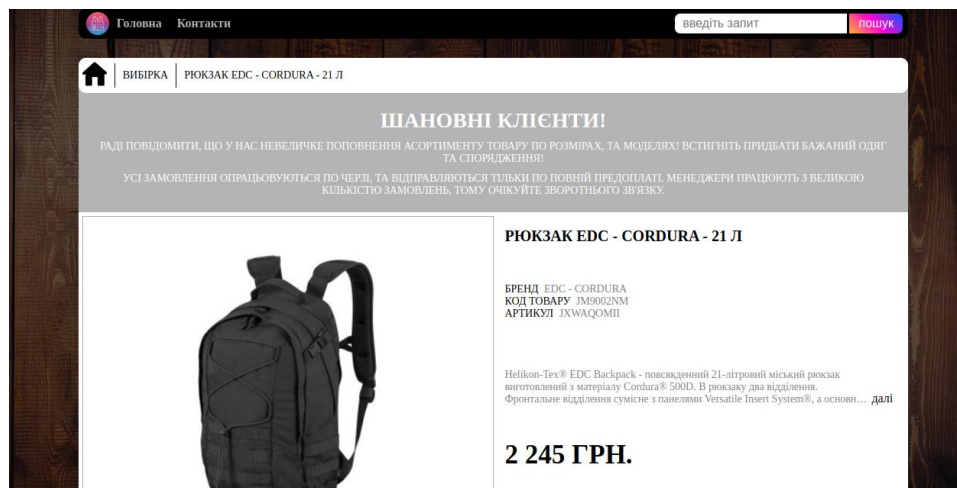 Головна Контакти введіть запит пошук
ВИБІРКА РЮКЗАК EDC - CORDURA - 21 Л
ШАНОВНІ КЛІЄНТИ!
РАДІ ПОВІДОМИТИ, ЩО У НАС НЕВЕЛИЧКЕ ПОПОВНЕННЯ АСОРТИМЕНТУ ТОВАРУ ПО РОЗМІРАХ, ТА МОДЕЛЯХ! ВСТИГНІТЬ ПРИДБАТИ БАЖАНИЙ ОДЯГ
ТА СПОРЯДЖЕННЯ!
УСІ ЗАМОВЛЕННЯ ОПРАЦЬОВУЮТЬСЯ ПО ЧЕРЗІ, ТА ВІДПРАВЛЯЮТЬСЯ ТІЛЬКИ ПО ПОВНІЙ ПРЕДОПЛАТІ. МЕНЕДЖЕРИ ПРАЦЮЮТЬ З ВЕЛИКОЮ
КІЛЬКІСТЮ ЗАМОВЛЕНЬ, ТОМУ ОЧІКУЙТЕ ЗВОРОТНЬОГО ЗВ'ЯЗКУ.
РЮКЗАК EDC - CORDURA - 21 Л
БРЕНД EDC - CORDURA
КОД ТОВАРУ JM9002NM
АРТИКУЛ JXWAQOMII
Helikon-Tex® EDC Backpack - повсякденний 21-літровий міський рюкзак
виготовлений з матеріалу Cordura® 500D. В рюкзаку два відділення.
Фронтальне відділення сумісне з панелями Versatile Insert System®, а основн… далі
2 245 ГРН.